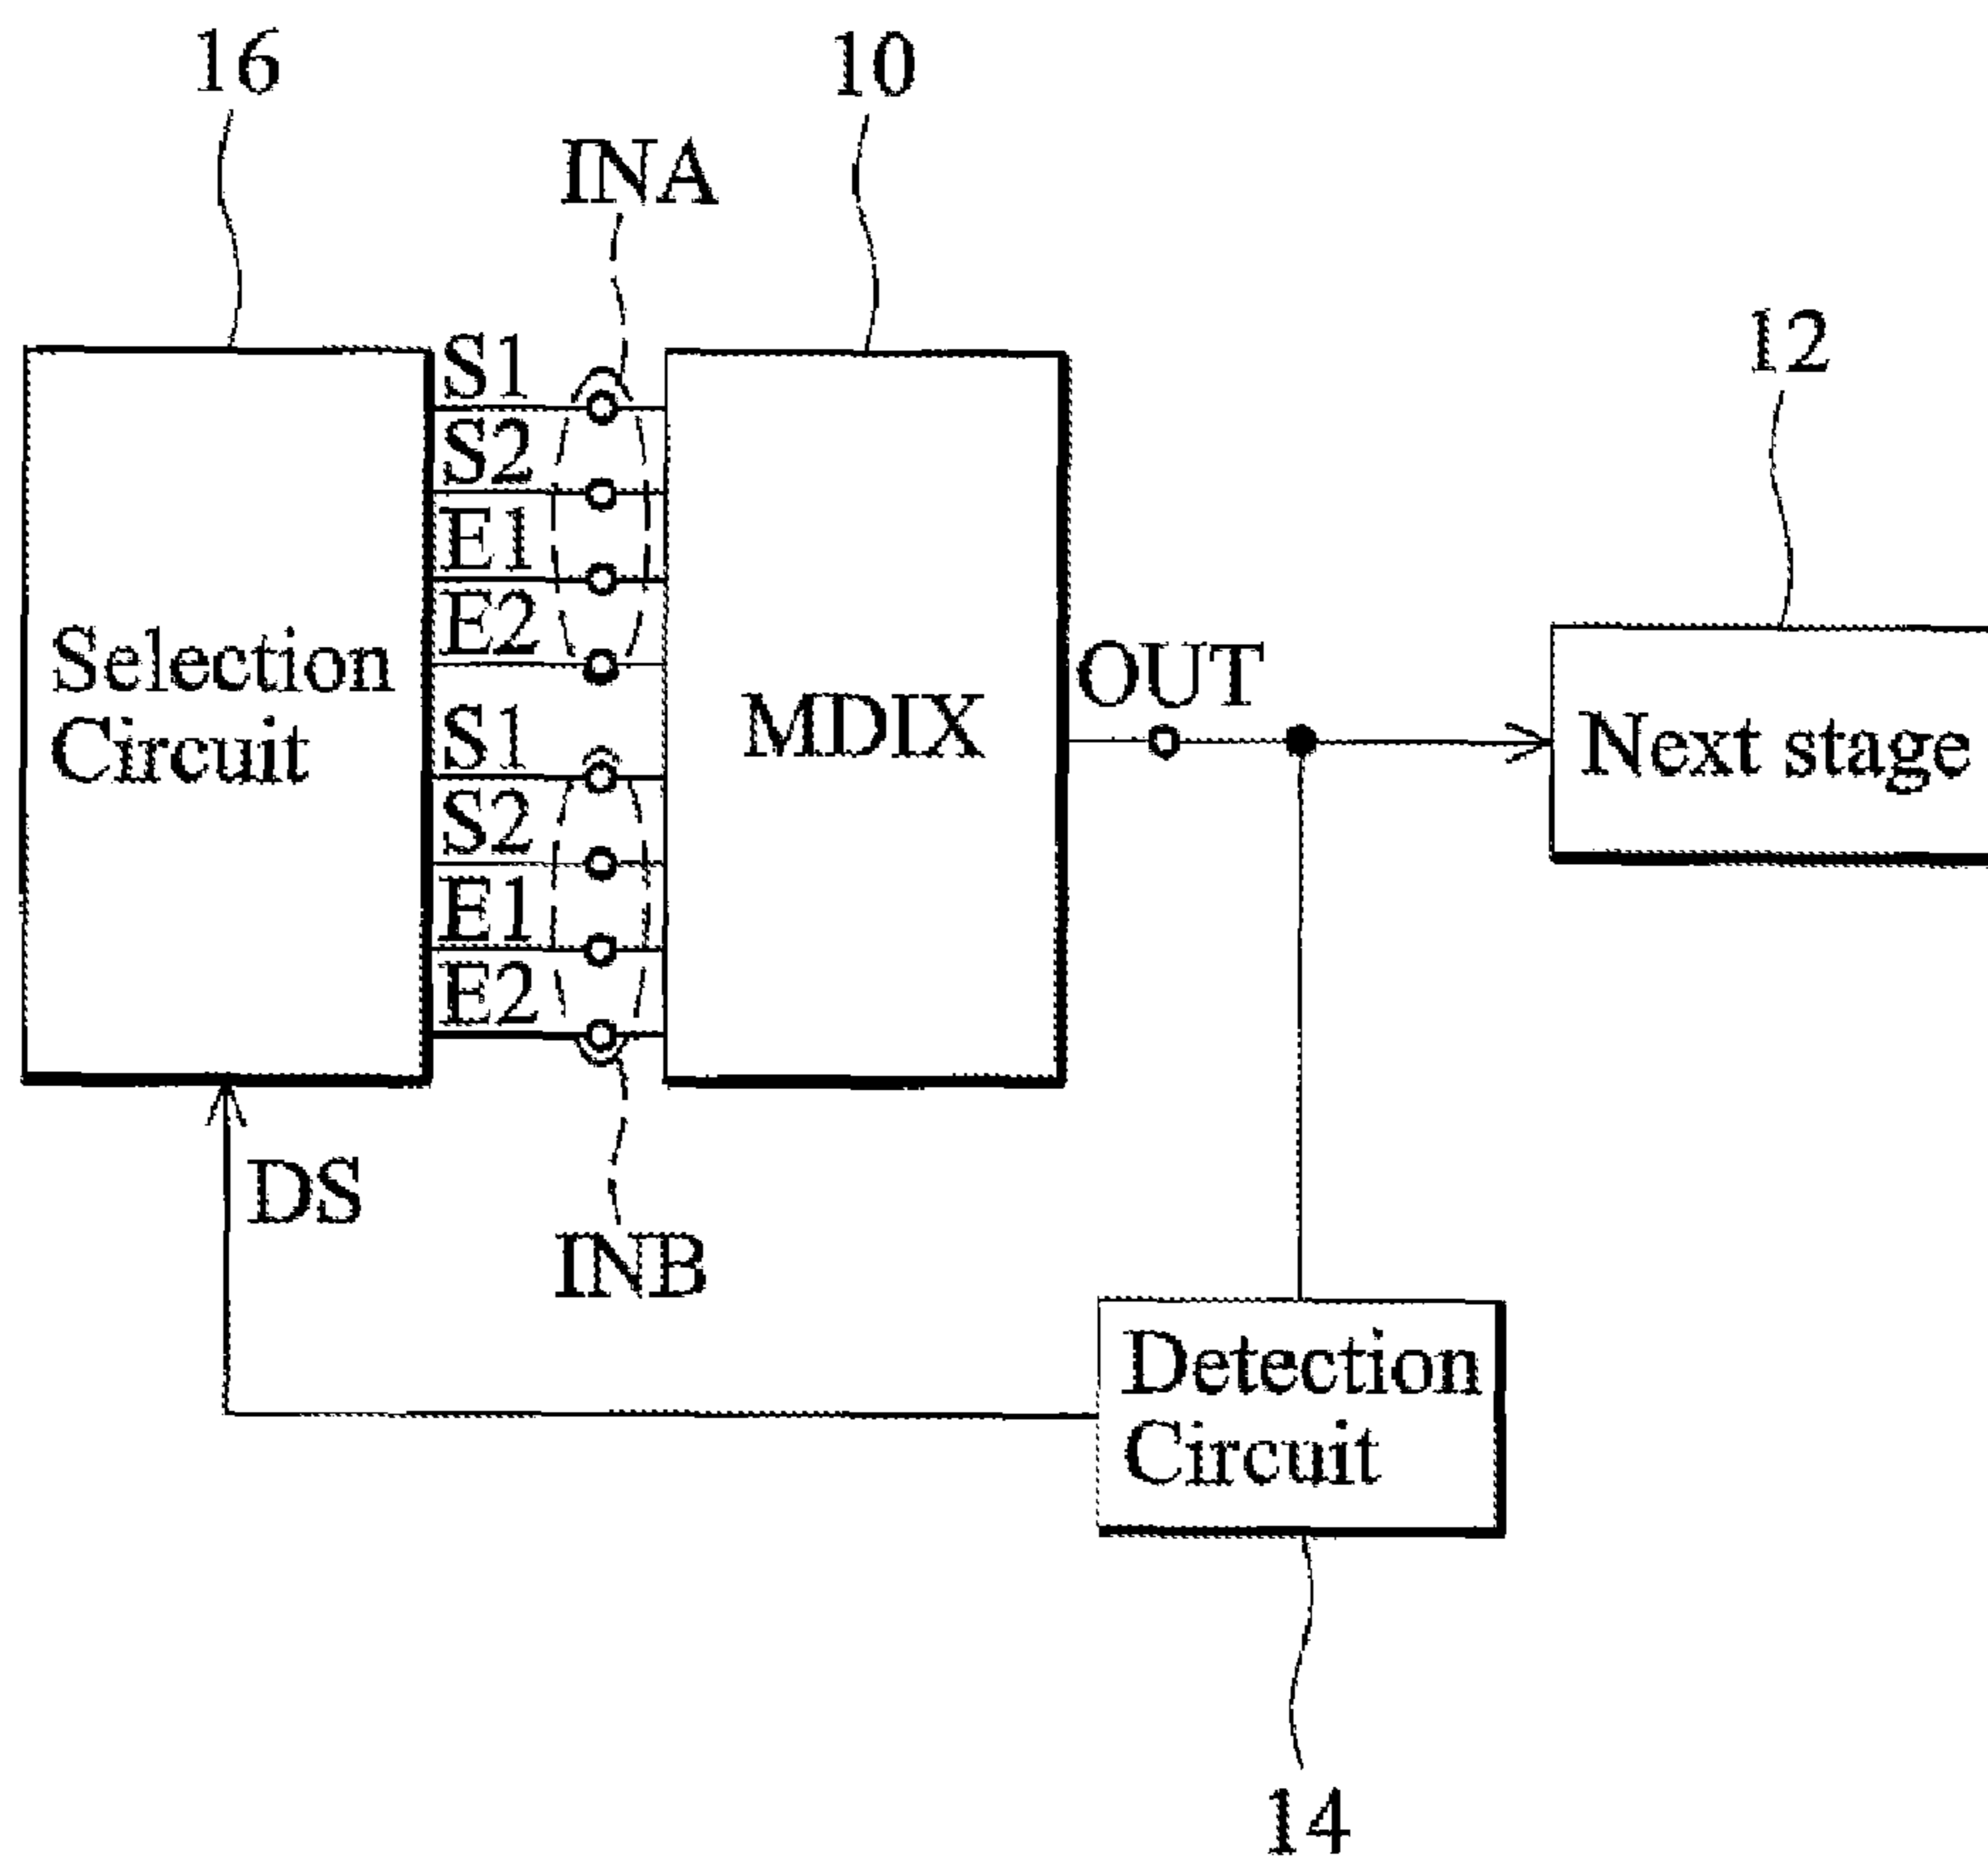 16
10
INA
12
S1
S2
E1
E2
Selection
Circuit
S1
S2
E1
E2
MDIX
OUT
Next stage
DS
INB
Detection
Circuit
14